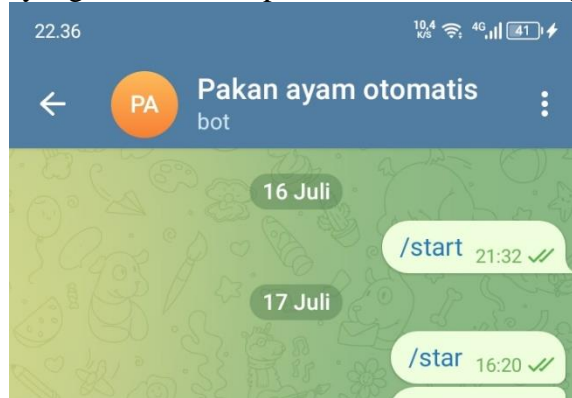 22.36 10,4 K/S 4G 41
PA Pakan ayam otomatis
bot
16 Juli
/start 21:32
17 Juli
/star 16:20